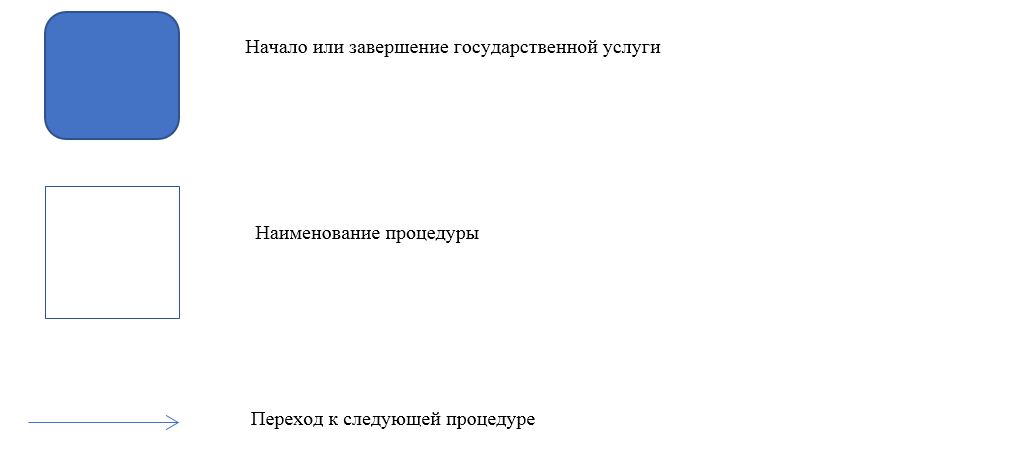 Начало или завершение государственной услуги
Наименование процедуры
Переход к следующей процедуре